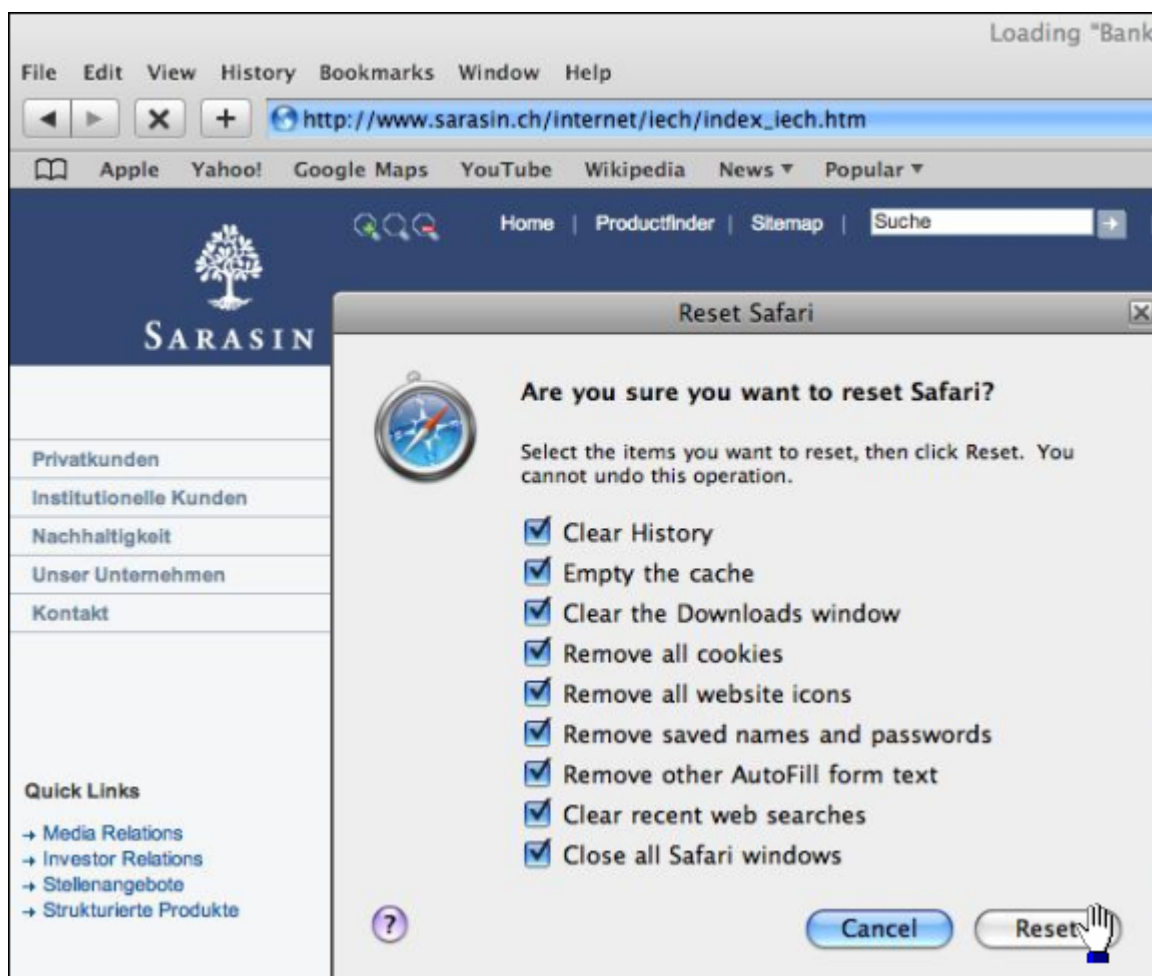 Loading "Bank
File Edit View History Bookmarks Window Help
http://www.sarasin.ch/internet/iech/index_iech.htm
Apple Yahoo! Google Maps YouTube Wikipedia News Popular
Home | Productfinder | Sitemap | Suche
SARASIN
Reset Safari
Are you sure you want to reset Safari?
Select the items you want to reset, then click Reset. You
cannot undo this operation.
Clear History
Empty the cache
Clear the Downloads window
Remove all cookies
Remove all website icons
Remove saved names and passwords
Remove other AutoFill form text
Clear recent web searches
Close all Safari windows
? Cancel Reset
Privatkunden
Institutionelle Kunden
Nachhaltigkeit
Unser Unternehmen
Kontakt
Quick Links
Media Relations
Investor Relations
Stellenangebote
Strukturierte Produkte